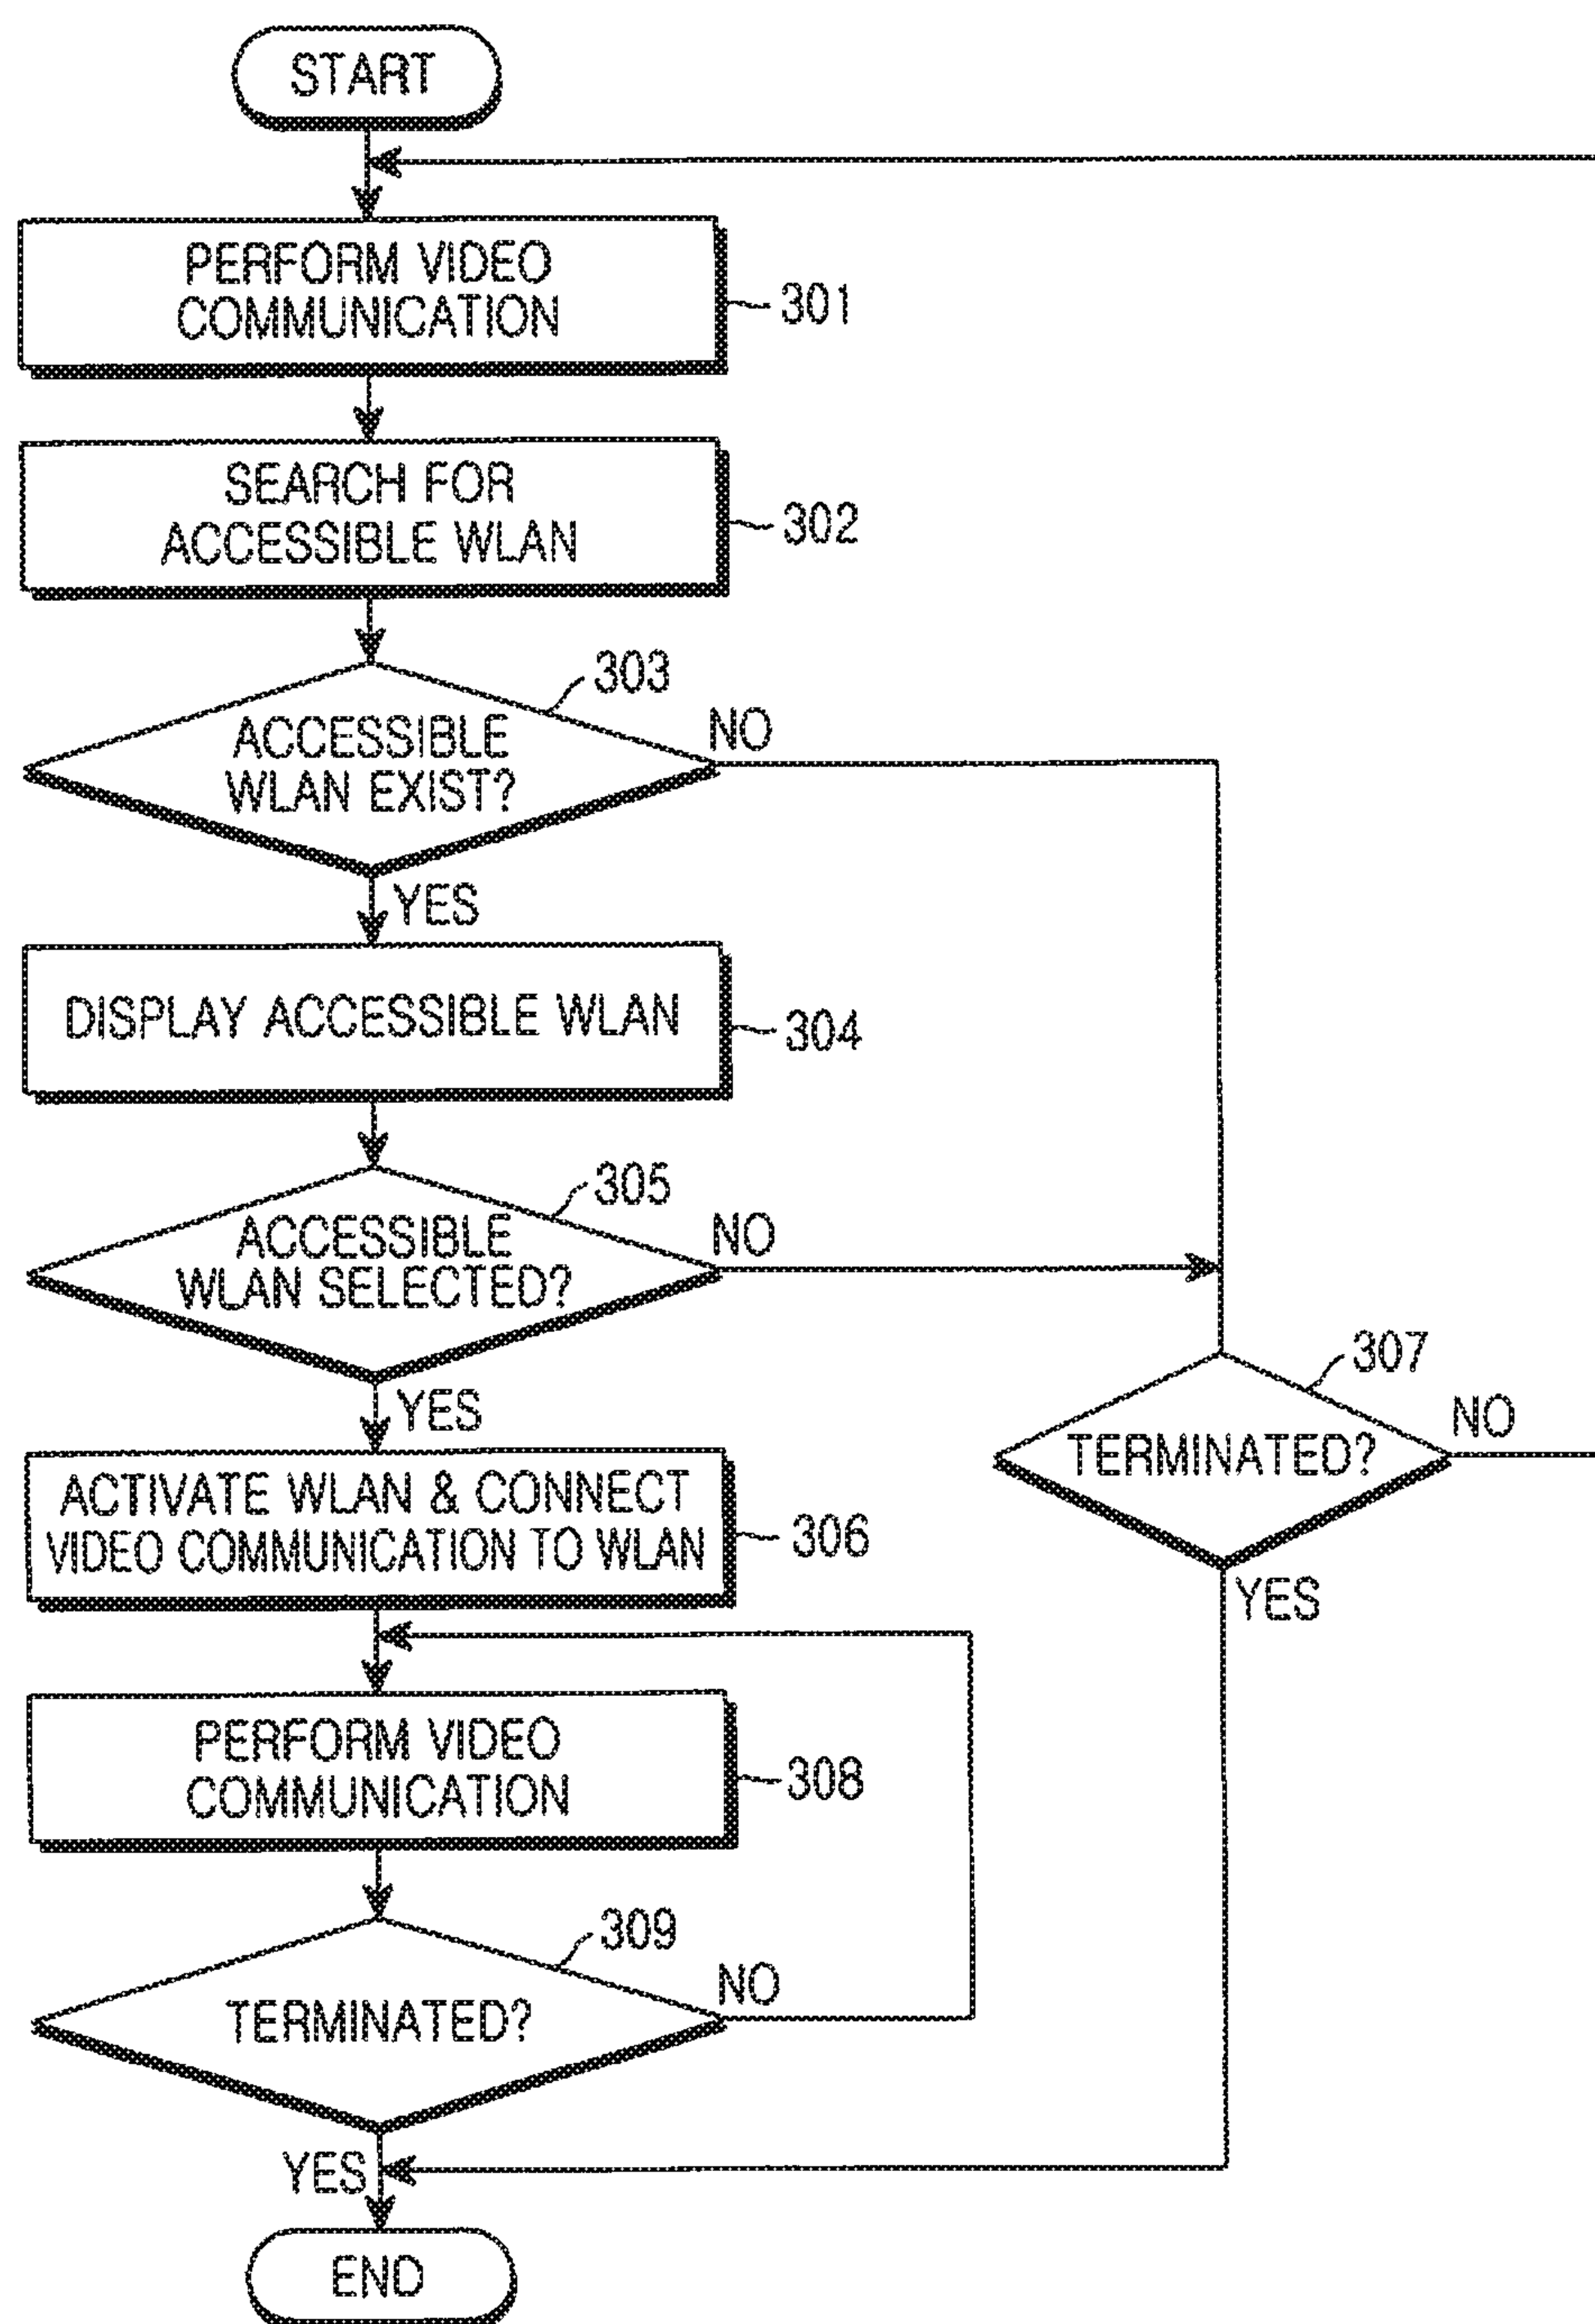 START
PERFORM VIDEO
COMMUNICATION
301
SEARCH FOR
ACCESSIBLE WLAN
302
303
ACCESSIBLE
WLAN EXIST?
NO
YES
DISPLAY ACCESSIBLE WLAN
304
305
ACCESSIBLE
WLAN SELECTED?
NO
YES
307
TERMINATED?
NO
YES
ACTIVATE WLAN & CONNECT
VIDEO COMMUNICATION TO WLAN
306
PERFORM VIDEO
COMMUNICATION
308
309
TERMINATED?
NO
YES
END